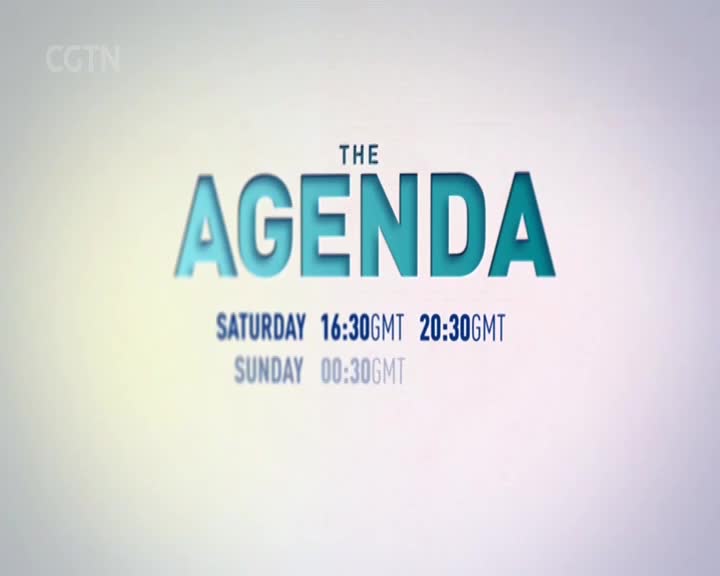 CGTN
THE
AGENDA
SATURDAY 16:30GMT 20:30GMT
SUNDAY 00:30GMT